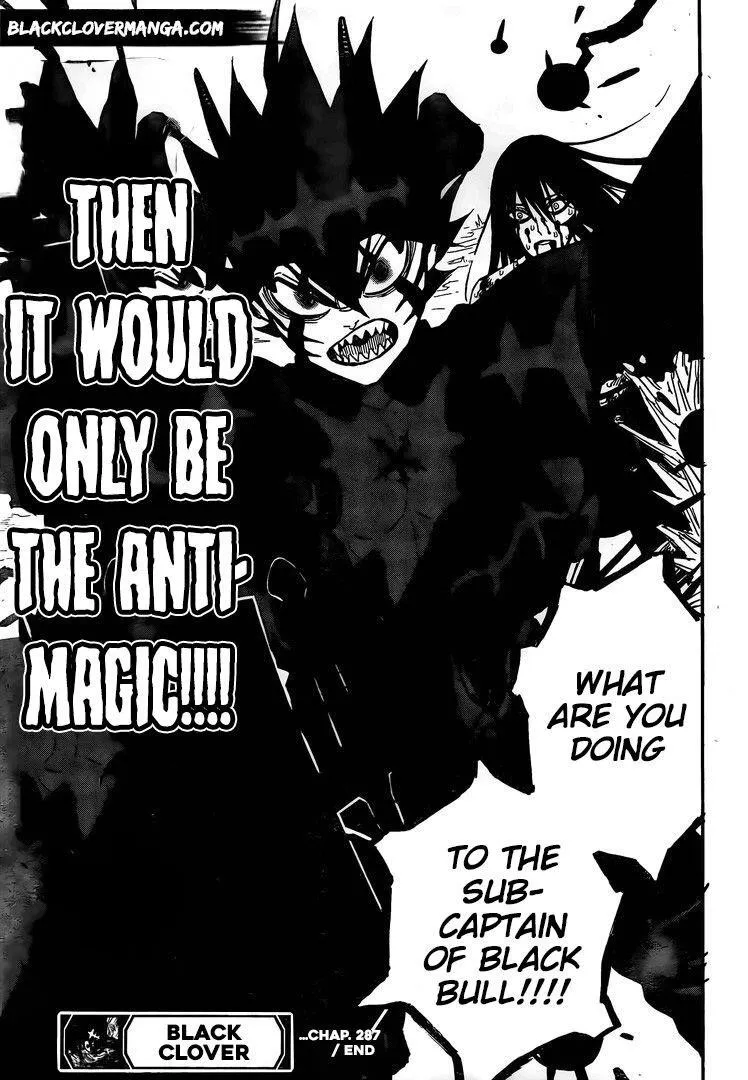 BLACKCLOVERMANGA.COM
THEN
IT WOULD
ONLY BE
THE ANTI-
MAGIC!!!!
WHAT
ARE YOU
DOING
TO THE
SUB-
CAPTAIN
OF BLACK
BULL!!!!
BLACK
CLOVER
...CHAP. 287
/ END